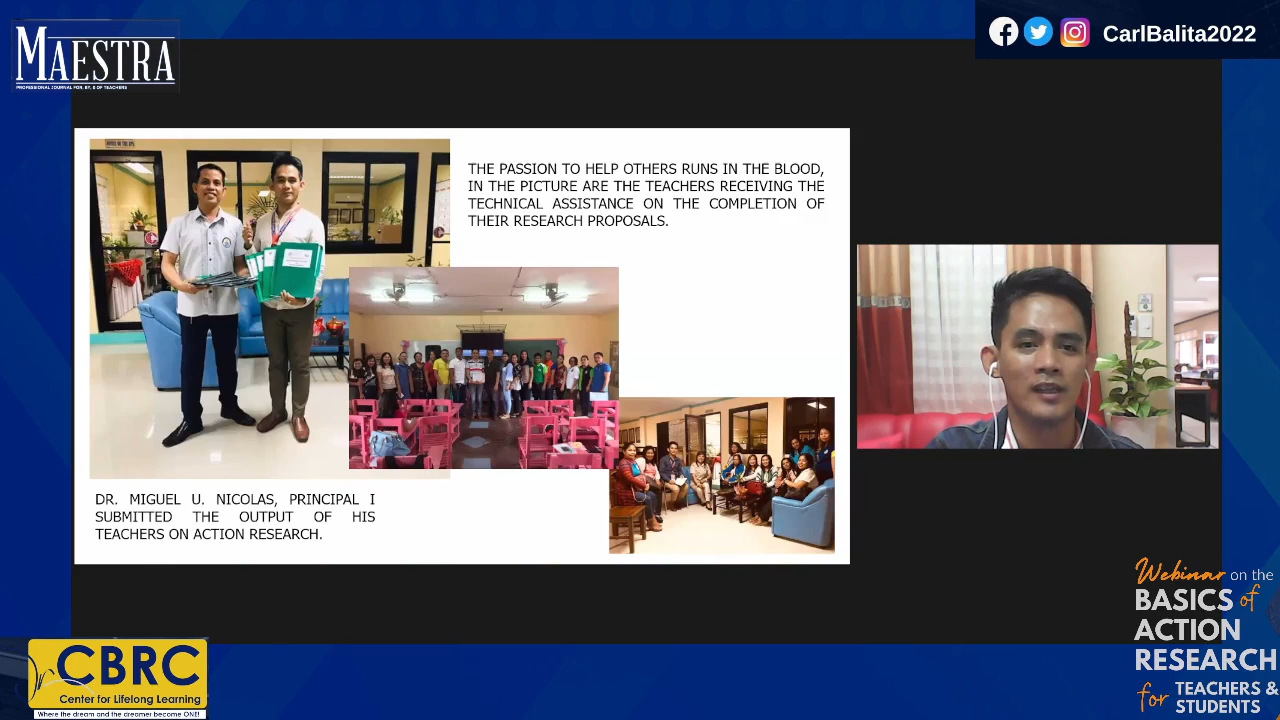 MAESTRA
PROFESSIONAL JOURNAL FOR, BY, & OF TEACHERS
CarlBalita2022
THE PASSION TO HELP OTHERS RUNS IN THE BLOOD,
IN THE PICTURE ARE THE TEACHERS RECEIVING THE
TECHNICAL ASSISTANCE ON THE COMPLETION OF
THEIR RESEARCH PROPOSALS.
DR. MIGUEL U. NICOLAS, PRINCIPAL I
SUBMITTED THE OUTPUT OF HIS
TEACHERS ON ACTION RESEARCH.
CBRC
Center for Lifelong Learning
Where the dream and the dreamer become ONE!
Webinar on the
BASICS of
ACTION
RESEARCH
for TEACHERS &
STUDENTS